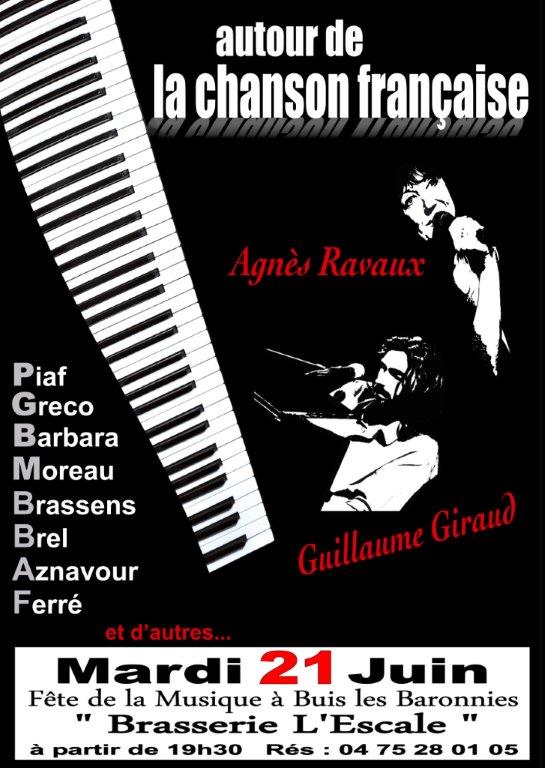 autour de
la chanson française
Agnès Ravaux
Piaf
Greco
Barbara
Moreau
Brassens
Brel
Aznavour
Ferré
Guillaume Giraud
et d'autres...
Mardi 21 Juin
Fête de la Musique à Buis les Baronnies
" Brasserie L'Escale "
à partir de 19h30 Rés : 04 75 28 01 05